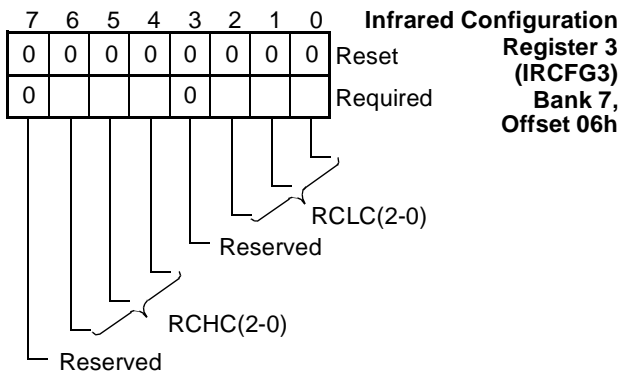 7 6 5 4 3 2 1 0 Infrared Configuration
Register 3
(IRCFG3)
Bank 7,
Offset 06h
0 0 0 0 0 0 0 0 Reset
0 0 Required
RCLC(2-0)
Reserved
RCHC(2-0)
Reserved